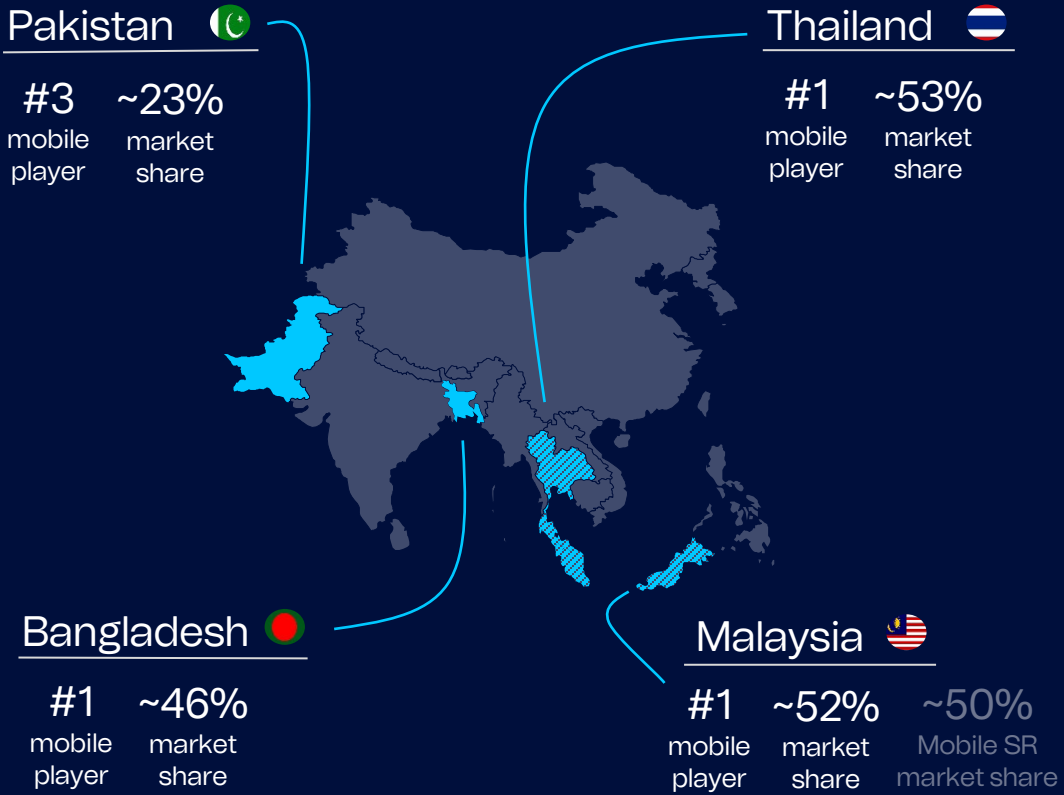 Pakistan
#3 ~23%
mobile market
player share
Thailand
#1 ~53%
mobile market
player share
Bangladesh
#1 ~46%
mobile market
player share
Malaysia
#1 ~52% ~50%
mobile market Mobile SR
player share market share